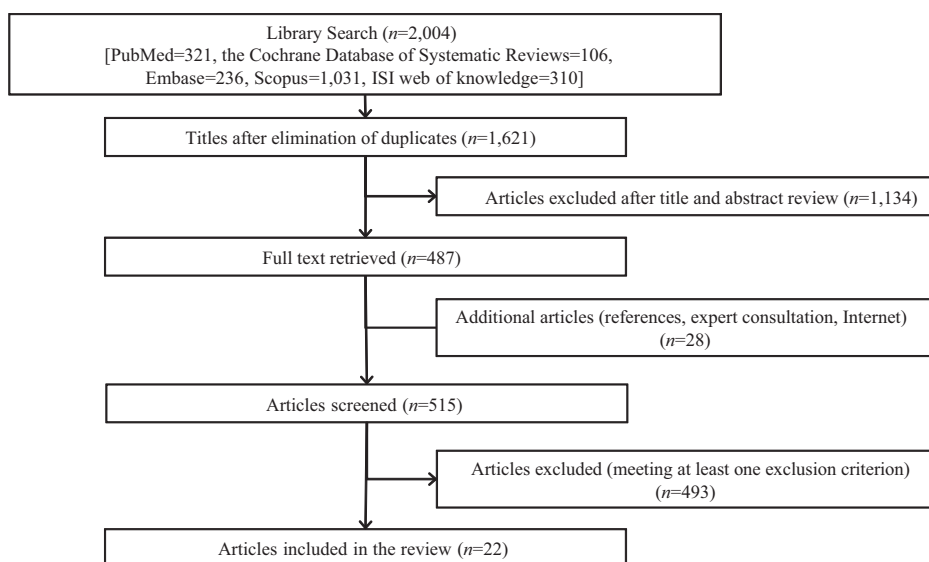 Library Search (n=2,004)
[PubMed=321, the Cochrane Database of Systematic Reviews=106,
Embase=236, Scopus=1,031, ISI web of knowledge=310]
Titles after elimination of duplicates (n=1,621)
Articles excluded after title and abstract review (n=1,134)
Full text retrieved (n=487)
Additional articles (references, expert consultation, Internet)
(n=28)
Articles screened (n=515)
Articles excluded (meeting at least one exclusion criterion)
(n=493)
Articles included in the review (n=22)